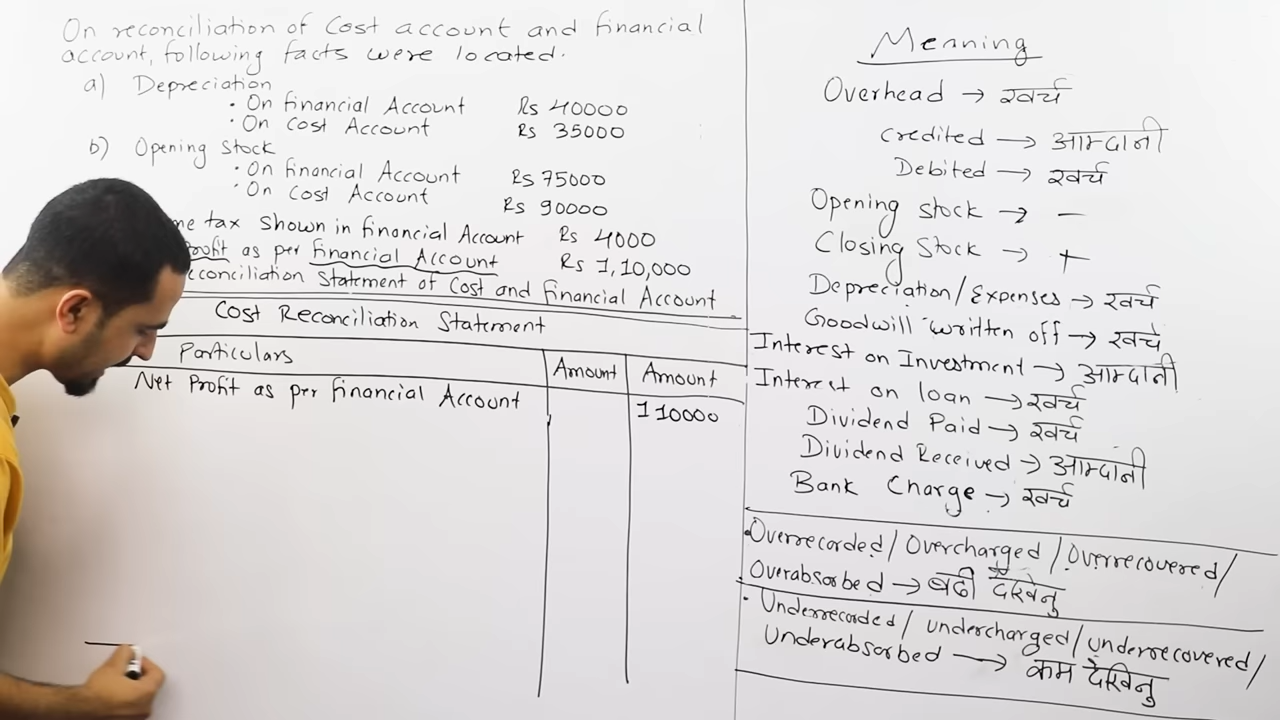 On reconciliation of Cost account and financial
account, following facts were located.
a) Depreciation
• On financial Account Rs 40000
• On Cost Account Rs 35000
b) Opening Stock
• On financial Account Rs 75000
• On Cost Account Rs 90000
tax shown in financial Account Rs 4000
as per financial Account Rs 1,10,000
Statement of Cost and financial Account
Cost Reconciliation Statement
Particulars Amount Amount
Net Profit as per financial Account 110000
Meaning
Overhead → खर्च
Credited → आम्दानी
Debited → खर्च
Opening stock → −
Closing Stock → +
Depreciation/Expenses → खर्च
Goodwill written off → खर्च
Interest on Investment → आम्दानी
Interest on loan → खर्च
Dividend Paid → खर्च
Dividend Received → आम्दानी
Bank Charge → खर्च
• Overrecorded/Overcharged/Overrecovered/
Overabsorbed → बढी देखिनु
• Underrecorded/undercharged/underrecovered/
Underabsorbed → कम देखिनु